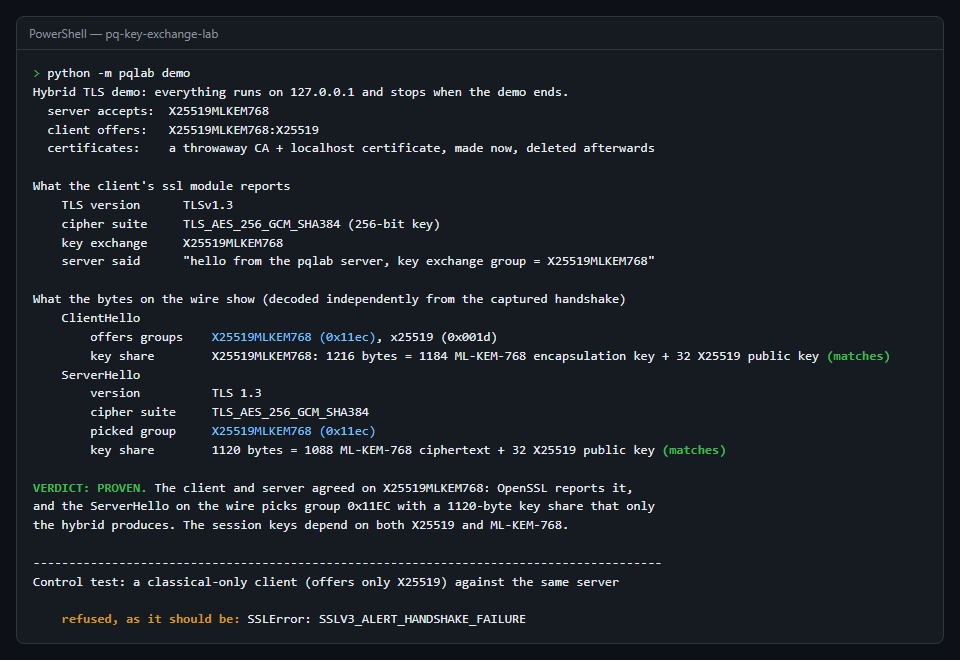 PowerShell — pq-key-exchange-lab
> python -m pqlab demo
Hybrid TLS demo: everything runs on 127.0.0.1 and stops when the demo ends.
server accepts: X25519MLKEM768
client offers: X25519MLKEM768:X25519
certificates: a throwaway CA + localhost certificate, made now, deleted afterwards
What the client's ssl module reports
TLS version TLSv1.3
cipher suite TLS_AES_256_GCM_SHA384 (256-bit key)
key exchange X25519MLKEM768
server said "hello from the pqlab server, key exchange group = X25519MLKEM768"
What the bytes on the wire show (decoded independently from the captured handshake)
ClientHello
offers groups X25519MLKEM768 (0x11ec), x25519 (0x001d)
key share X25519MLKEM768: 1216 bytes = 1184 ML-KEM-768 encapsulation key + 32 X25519 public key (matches)
ServerHello
version TLS 1.3
cipher suite TLS_AES_256_GCM_SHA384
picked group X25519MLKEM768 (0x11ec)
key share 1120 bytes = 1088 ML-KEM-768 ciphertext + 32 X25519 public key (matches)
VERDICT: PROVEN. The client and server agreed on X25519MLKEM768: OpenSSL reports it,
and the ServerHello on the wire picks group 0x11EC with a 1120-byte key share that only
the hybrid produces. The session keys depend on both X25519 and ML-KEM-768.
----------------------------------------------------------------------------------------
Control test: a classical-only client (offers only X25519) against the same server
refused, as it should be: SSLError: SSLV3_ALERT_HANDSHAKE_FAILURE